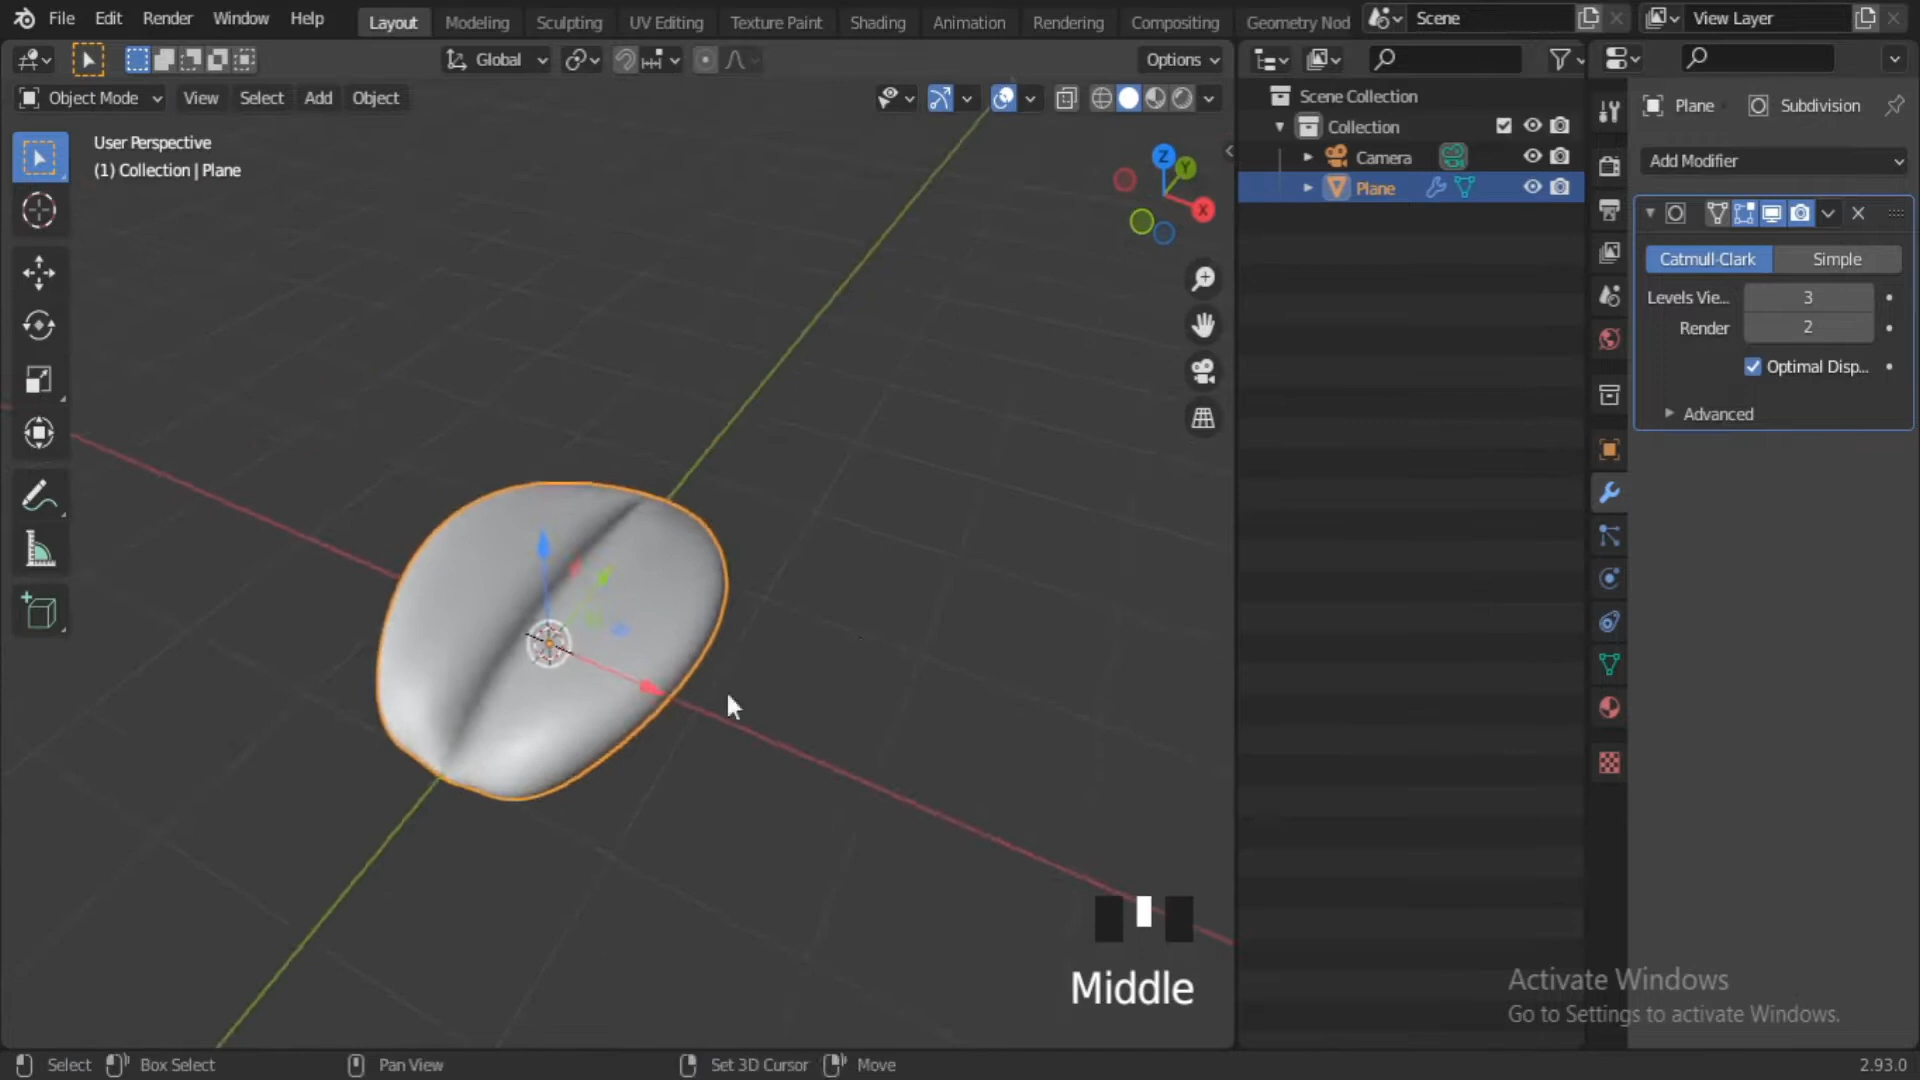 File Edit Render Window Help Layout Modeling Sculpting UV Editing Texture Paint Shading Animation Rendering Compositing Geometry Nod Scene View Layer
Global Options
Object Mode View Select Add Object
User Perspective
(1) Collection | Plane
Z
Y
X
Scene Collection
Collection
Camera
Plane
Plane Subdivision
Add Modifier
Catmull-Clark Simple
Levels Vie... 3
Render 2
Optimal Disp...
Advanced
Middle
Activate Windows
Go to Settings to activate Windows.
Select Box Select Pan View Set 3D Cursor Move 2.93.0